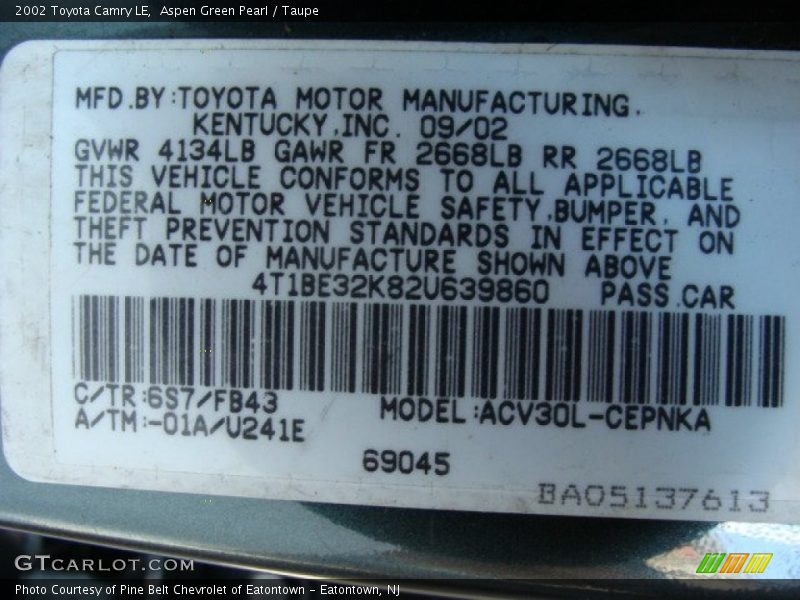 2002 Toyota Camry LE,  Aspen Green Pearl / Taupe
MFD.BY:TOYOTA MOTOR MANUFACTURING.
KENTUCKY,INC. 09/02
GVWR 4134LB GAWR FR 2668LB RR 2668LB
THIS VEHICLE CONFORMS TO ALL APPLICABLE
FEDERAL MOTOR VEHICLE SAFETY,BUMPER, AND
THEFT PREVENTION STANDARDS IN EFFECT ON
THE DATE OF MANUFACTURE SHOWN ABOVE
4T1BE32K82U639860 PASS.CAR
C/TR:6S7/FB43
A/TM:-01A/U241E
MODEL:ACV30L-CEPNKA
69045
BA05137613
GTCARLOT.COM
Photo Courtesy of Pine Belt Chevrolet of Eatontown - Eatontown, NJ